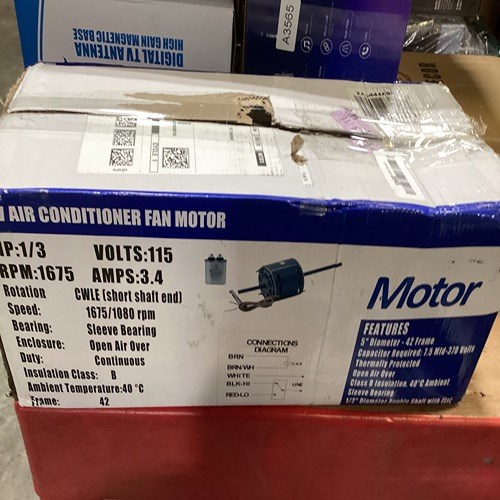 DIGITAL TV ANTENNA
HIGH GAIN MAGNETIC BASE
A3565
AIR CONDITIONER FAN MOTOR
HP:1/3 VOLTS:115
RPM:1675 AMPS:3.4
Rotation CWLE (short shaft end)
Speed: 1675/1080 rpm
Bearing: Sleeve Bearing
Enclosure: Open Air Over
Duty: Continuous
Insulation Class: B
Ambient Temperature:40 °C
Frame: 42
CONNECTIONS
DIAGRAM
BRN
BRN/WH
WHITE
BLK-HI
RED-LO
LINE
CAP
Motor
FEATURES
5" Diameter - 42 Frame
Capacitor Required: 7.5 Mfd-370 Volts
Thermally Protected
Open Air Over
Class B Insulation, 40°C Ambient
Sleeve Bearing
1/2" Diameter Double Shaft with Flat